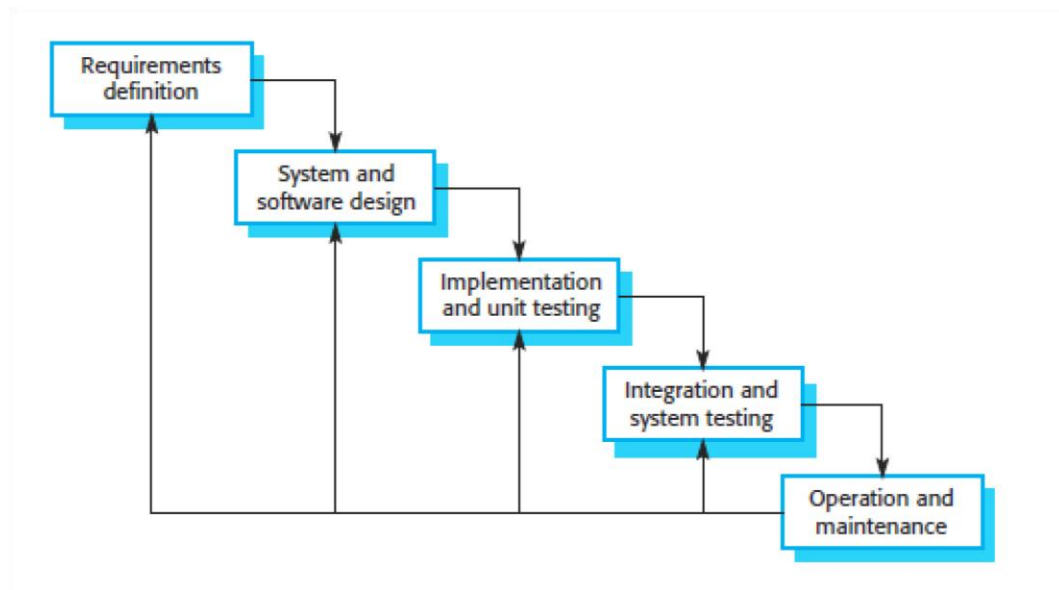 Requirements
definition
System and
software design
Implementation
and unit testing
Integration and
system testing
Operation and
maintenance